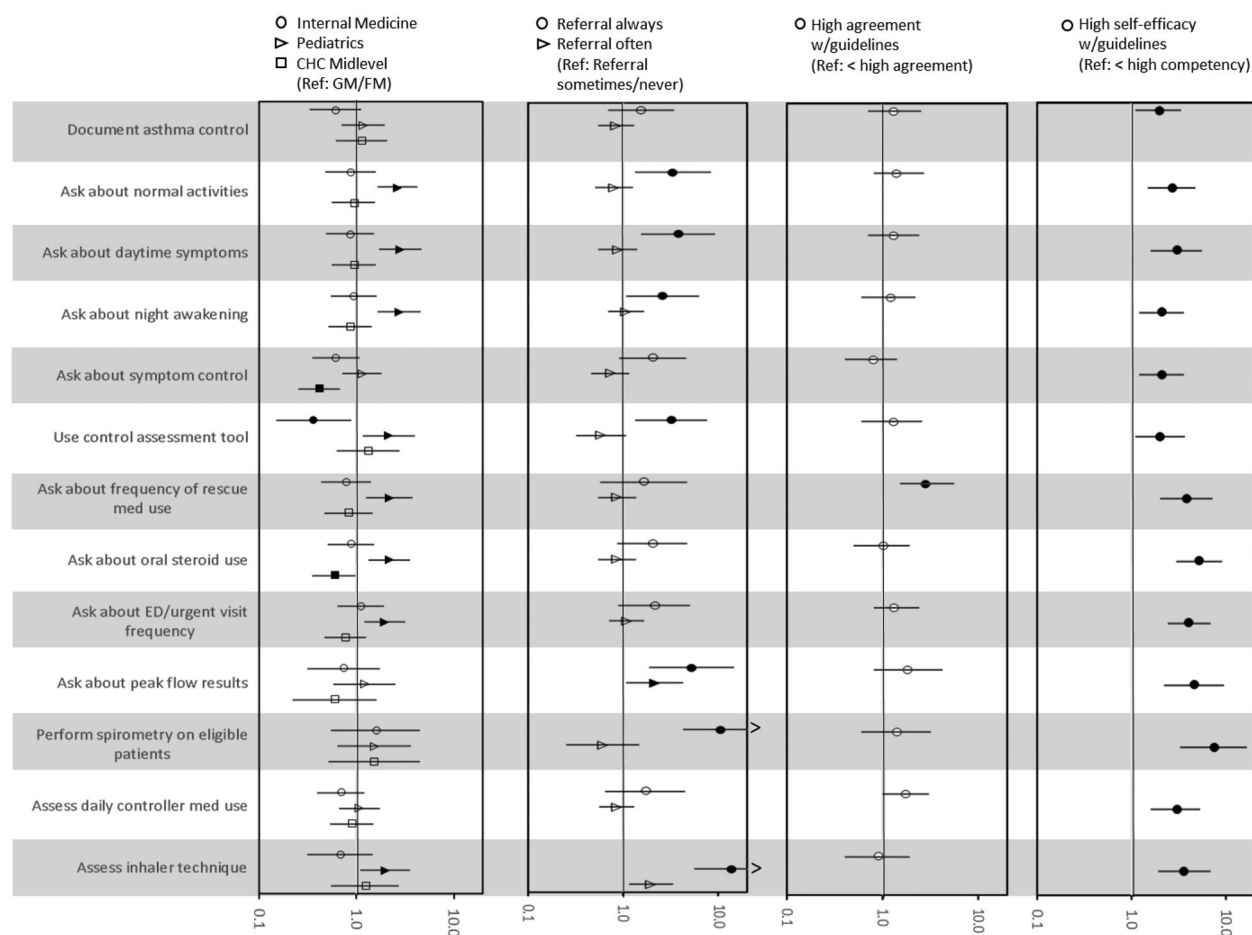 Internal Medicine
Pediatrics
CHC Midlevel
(Ref: GM/FM)
Referral always
Referral often
(Ref: Referral
sometimes/never)
High agreement
w/guidelines
(Ref: < high agreement)
High self-efficacy
w/guidelines
(Ref: < high competency)
Document asthma control
Ask about normal activities
Ask about daytime symptoms
Ask about night awakening
Ask about symptom control
Use control assessment tool
Ask about frequency of rescue
med use
Ask about oral steroid use
Ask about ED/urgent visit
frequency
Ask about peak flow results
Perform spirometry on eligible
patients
>
Assess daily controller med use
Assess inhaler technique
>
0.1
1.0
10.0
0.1
1.0
10.0
0.1
1.0
10.0
0.1
1.0
10.0